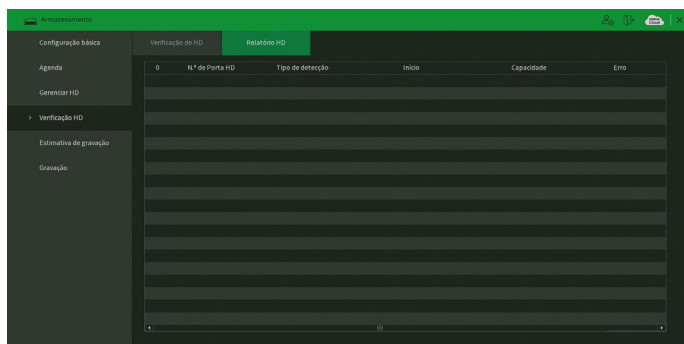 Armazenamento
Configuração básica
Verificação de HD
Relatório HD
Agenda
0 N.º de Porta HD Tipo de detecção Início Capacidade Erro
Gerenciar HD
> Verificação HD
Estimativa de gravação
Gravação